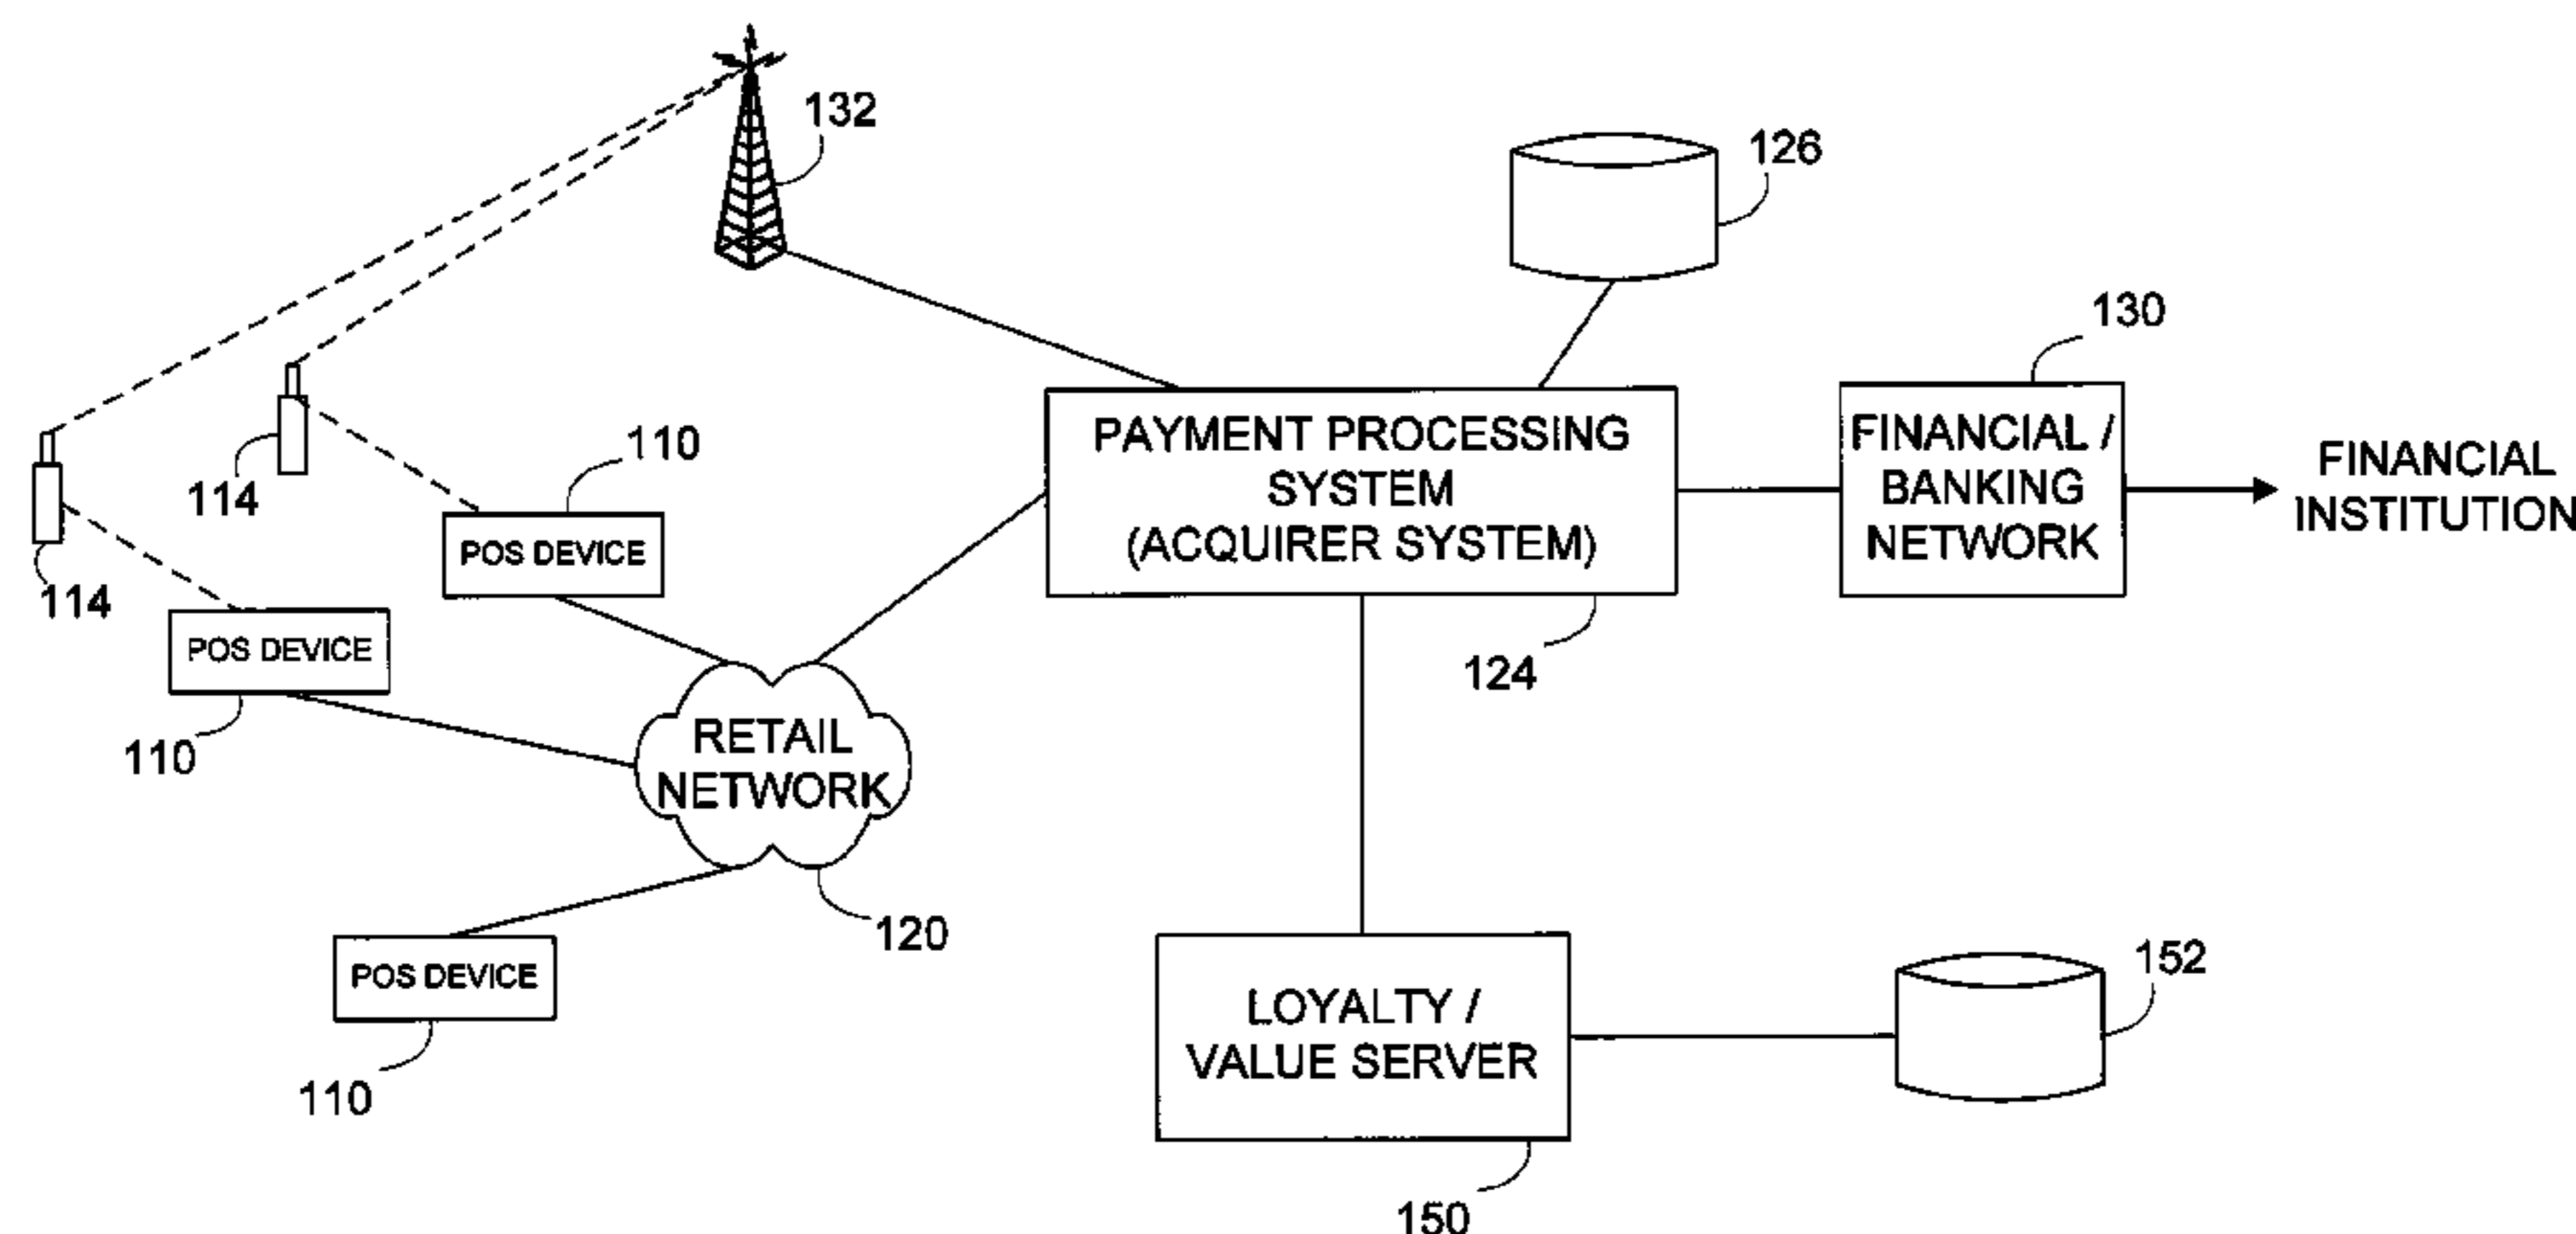 132
126
130
PAYMENT PROCESSING
SYSTEM
(ACQUIRER SYSTEM)
FINANCIAL /
BANKING
NETWORK
FINANCIAL
INSTITUTION
110
114
POS DEVICE
114
POS DEVICE
124
110
RETAIL
NETWORK
120
152
POS DEVICE
LOYALTY /
VALUE SERVER
110
150